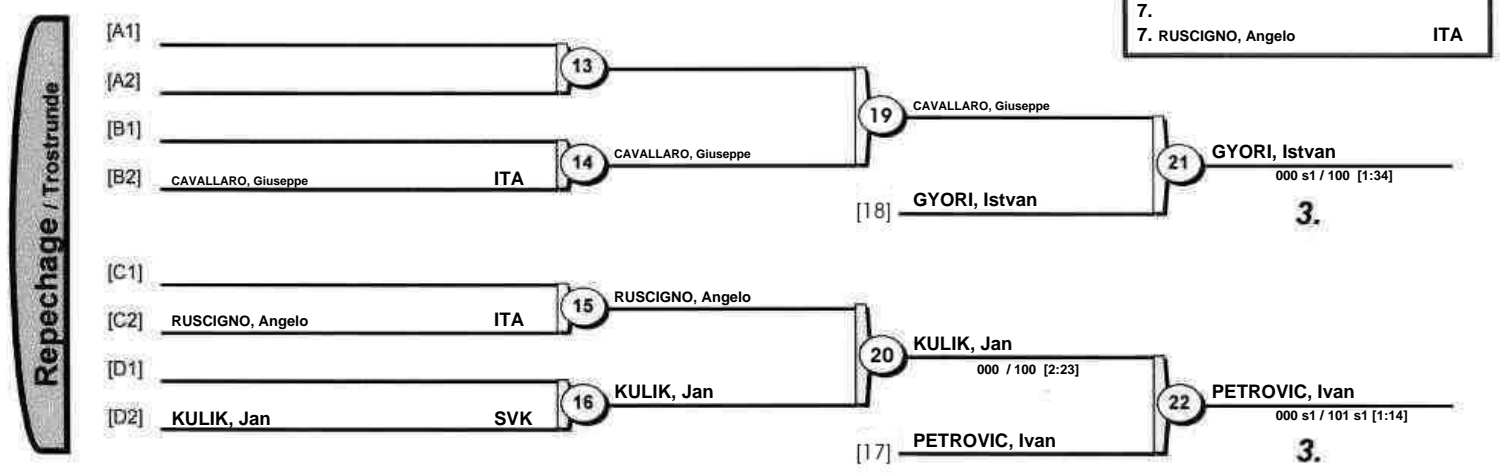 7.
7. RUSCIGNO, Angelo ITA
Repechage / Trostrunde
[A1]
13
[A2]
19
CAVALLARO, Giuseppe
[B1]
14
CAVALLARO, Giuseppe
[B2] CAVALLARO, Giuseppe ITA
21
GYORI, Istvan
000 s1 / 100 [1:34]
[18] GYORI, Istvan
3.
[C1]
15
RUSCIGNO, Angelo
[C2] RUSCIGNO, Angelo ITA
20
KULIK, Jan
000 / 100 [2:23]
[D1]
16
KULIK, Jan
[D2] KULIK, Jan SVK
22
PETROVIC, Ivan
000 s1 / 101 s1 [1:14]
[17] PETROVIC, Ivan
3.